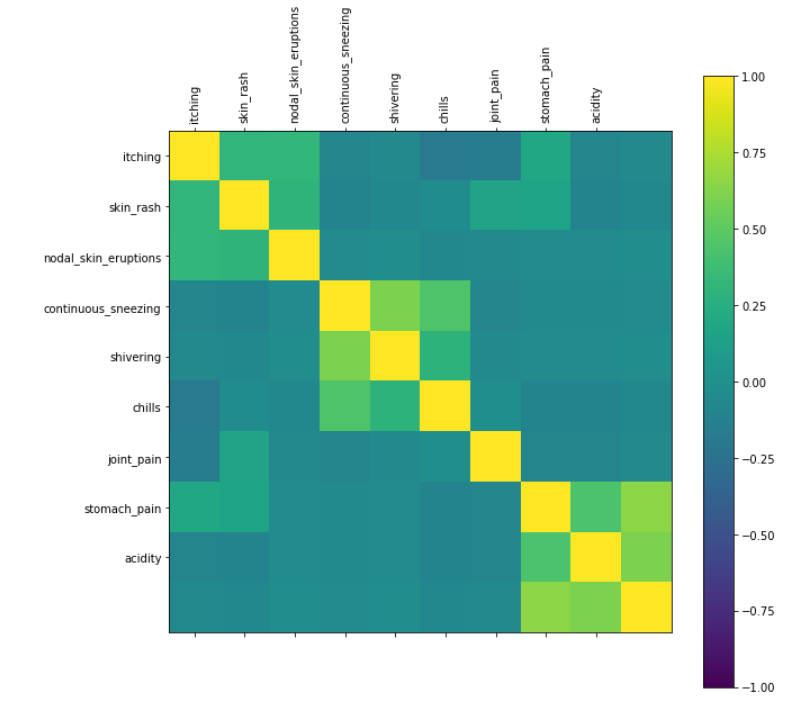 itching
skin_rash
nodal_skin_eruptions
continuous_sneezing
shivering
chills
joint_pain
stomach_pain
acidity
itching
skin_rash
nodal_skin_eruptions
continuous_sneezing
shivering
chills
joint_pain
stomach_pain
acidity
1.00
0.75
0.50
0.25
0.00
−0.25
−0.50
−0.75
−1.00